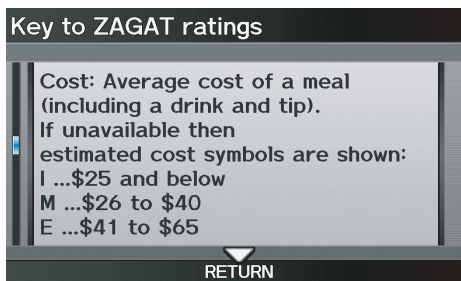 Key to ZAGAT ratings
Cost: Average cost of a meal
(including a drink and tip).
If unavailable then
estimated cost symbols are shown:
I ...$25 and below
M ...$26 to $40
E ...$41 to $65
RETURN